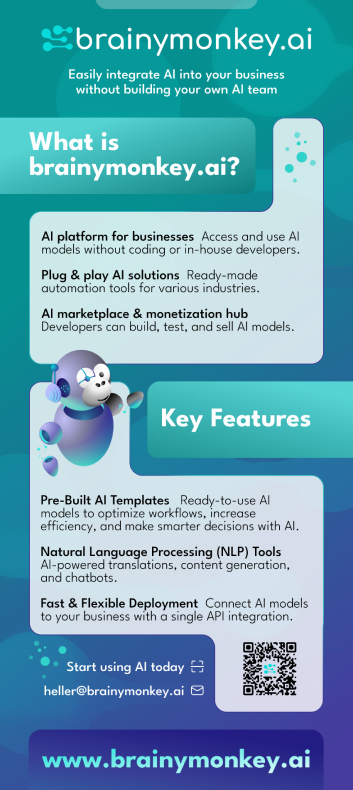 brainymonkey.ai
Easily integrate AI into your business
without building your own AI team
What is
brainymonkey.ai?
AI platform for businesses Access and use AI
models without coding or in-house developers.
Plug & play AI solutions Ready-made
automation tools for various industries.
AI marketplace & monetization hub
Developers can build, test, and sell AI models.
Key Features
Pre-Built AI Templates Ready-to-use AI
models to optimize workflows, increase
efficiency, and make smarter decisions with AI.
Natural Language Processing (NLP) Tools
AI-powered translations, content generation,
and chatbots.
Fast & Flexible Deployment Connect AI models
to your business with a single API integration.
Start using AI today
heller@brainymonkey.ai
www.brainymonkey.ai